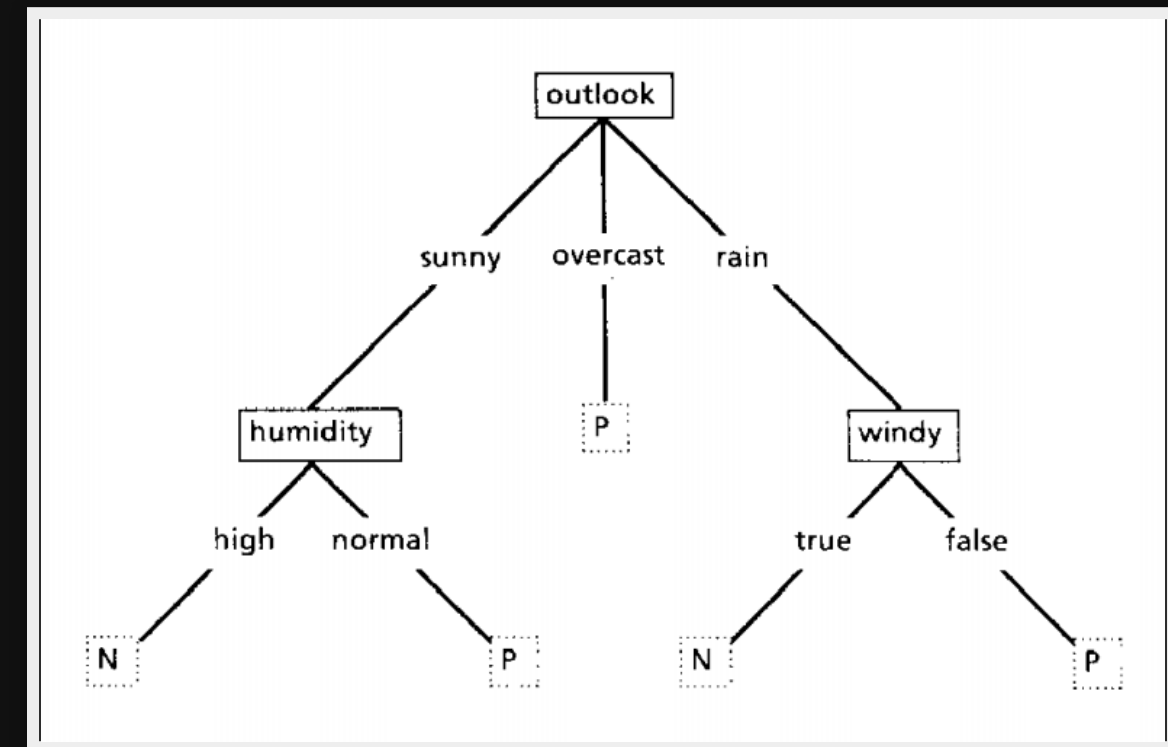 outlook
sunny overcast rain
humidity P windy
high normal true false
N P N P